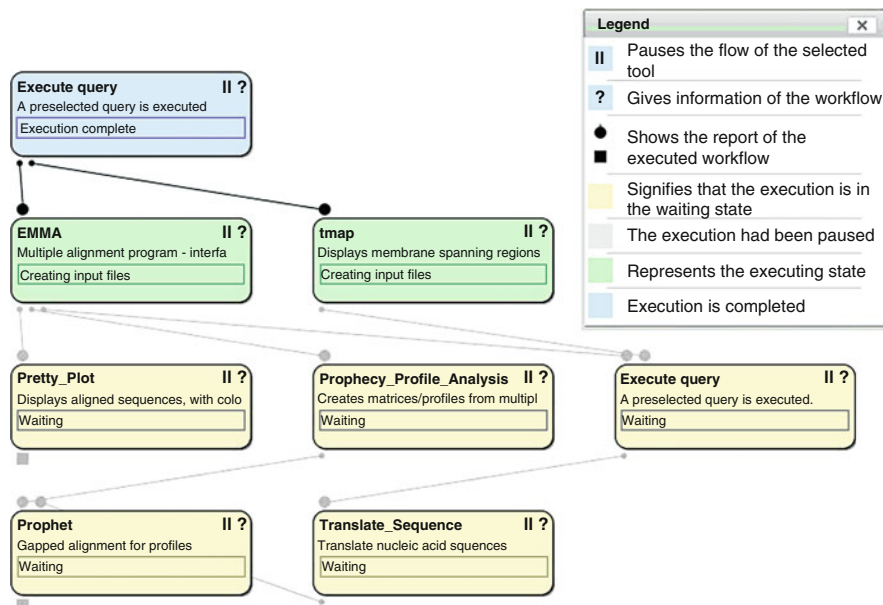 Legend
II Pauses the flow of the selected
tool
? Gives information of the workflow
Shows the report of the
executed workflow
Signifies that the execution is in
the waiting state
The execution had been paused
Represents the executing state
Execution is completed
Execute query II ?
A preselected query is executed
Execution complete
EMMA II ?
Multiple alignment program - interfa
Creating input files
tmap II ?
Displays membrane spanning regions
Creating input files
Pretty_Plot II ?
Displays aligned sequences, with colo
Waiting
Prophecy_Profile_Analysis II ?
Creates matrices/profiles from multipl
Waiting
Execute query II ?
A preselected query is executed.
Waiting
Prophet II ?
Gapped alignment for profiles
Waiting
Translate_Sequence II ?
Translate nucleic acid squences
Waiting